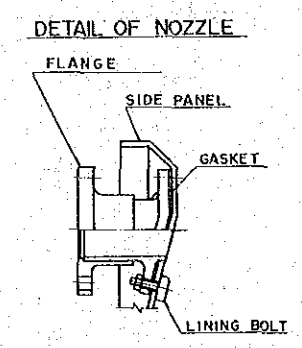 DETAIL OF NOZZLE
FLANGE
SIDE PANEL
GASKET
LINING BOLT